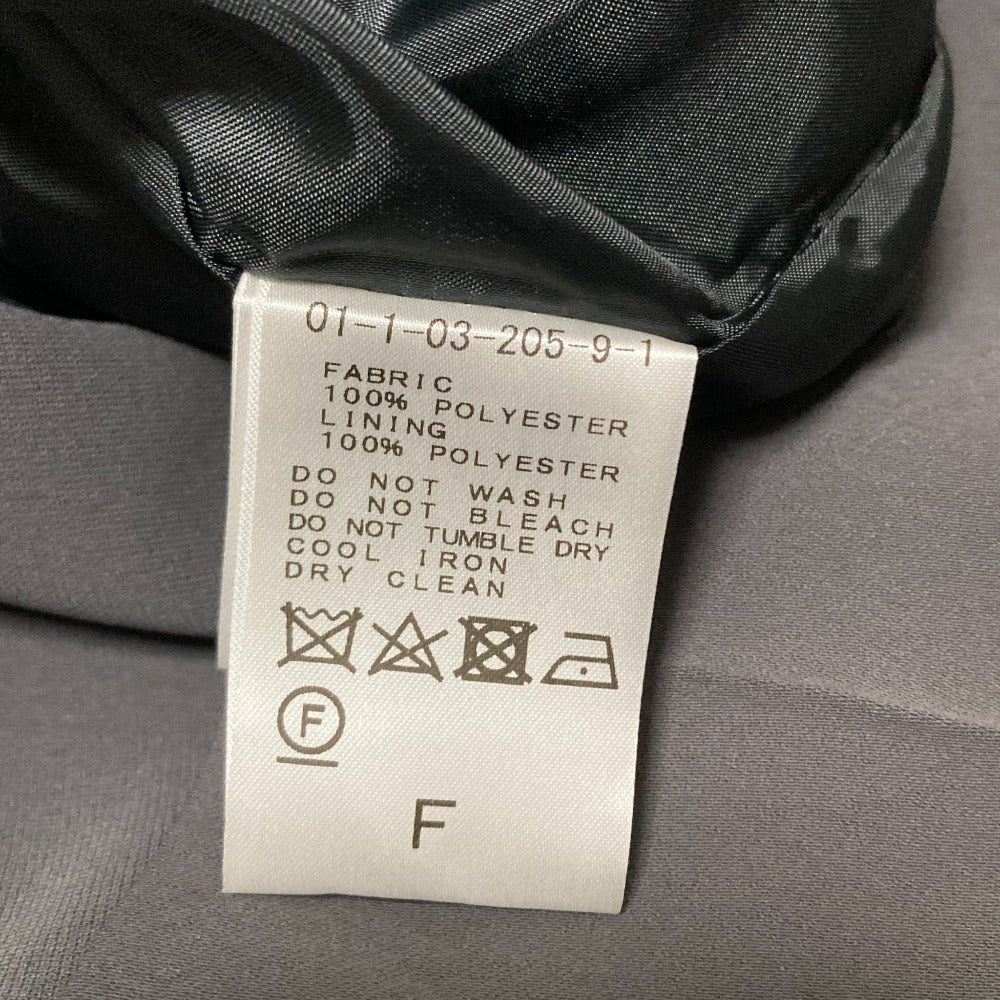 01-1-03-205-9-1
FABRIC
100% POLYESTER
LINING
100% POLYESTER
DO NOT WASH
DO NOT BLEACH
DO NOT TUMBLE DRY
COOL IRON
DRY CLEAN
F
F